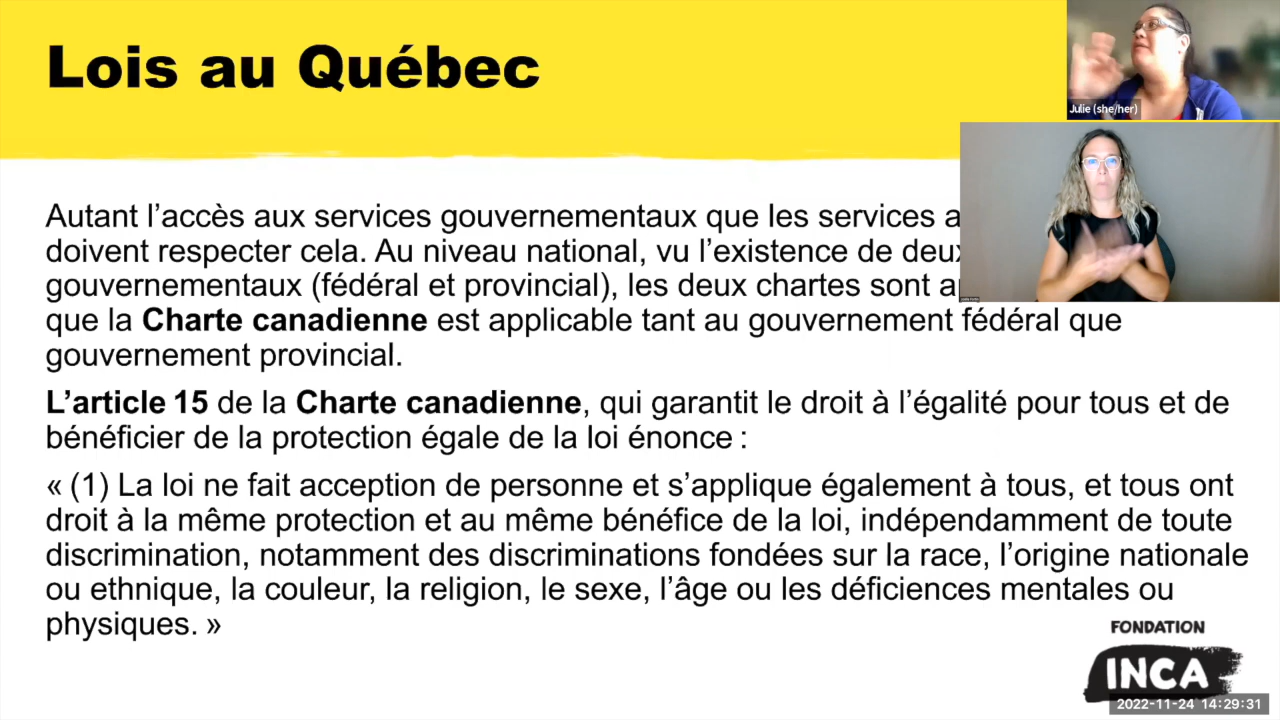 Lois au Québec
Julie (she/her)
Autant l’accès aux services gouvernementaux que les services
doivent respecter cela. Au niveau national, vu l’existence de deux
gouvernementaux (fédéral et provincial), les deux chartes sont
que la Charte canadienne est applicable tant au gouvernement fédéral que
gouvernement provincial.
L’article 15 de la Charte canadienne, qui garantit le droit à l’égalité pour tous et de
bénéficier de la protection égale de la loi énonce :
« (1) La loi ne fait acception de personne et s’applique également à tous, et tous ont
droit à la même protection et au même bénéfice de la loi, indépendamment de toute
discrimination, notamment des discriminations fondées sur la race, l’origine nationale
ou ethnique, la couleur, la religion, le sexe, l’âge ou les déficiences mentales ou
physiques. »
FONDATION
INCA
2022-11-24 14:29:31